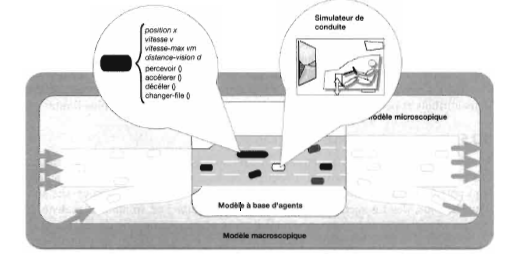 position x
vitesse v
vitesse-max vm
distance-vision d
percevoir ()
accélerer ()
décéler ()
changer-file ()
Simulateur de
conduite
Modèle microscopique
Modèle à base d'agents
Modèle macroscopique